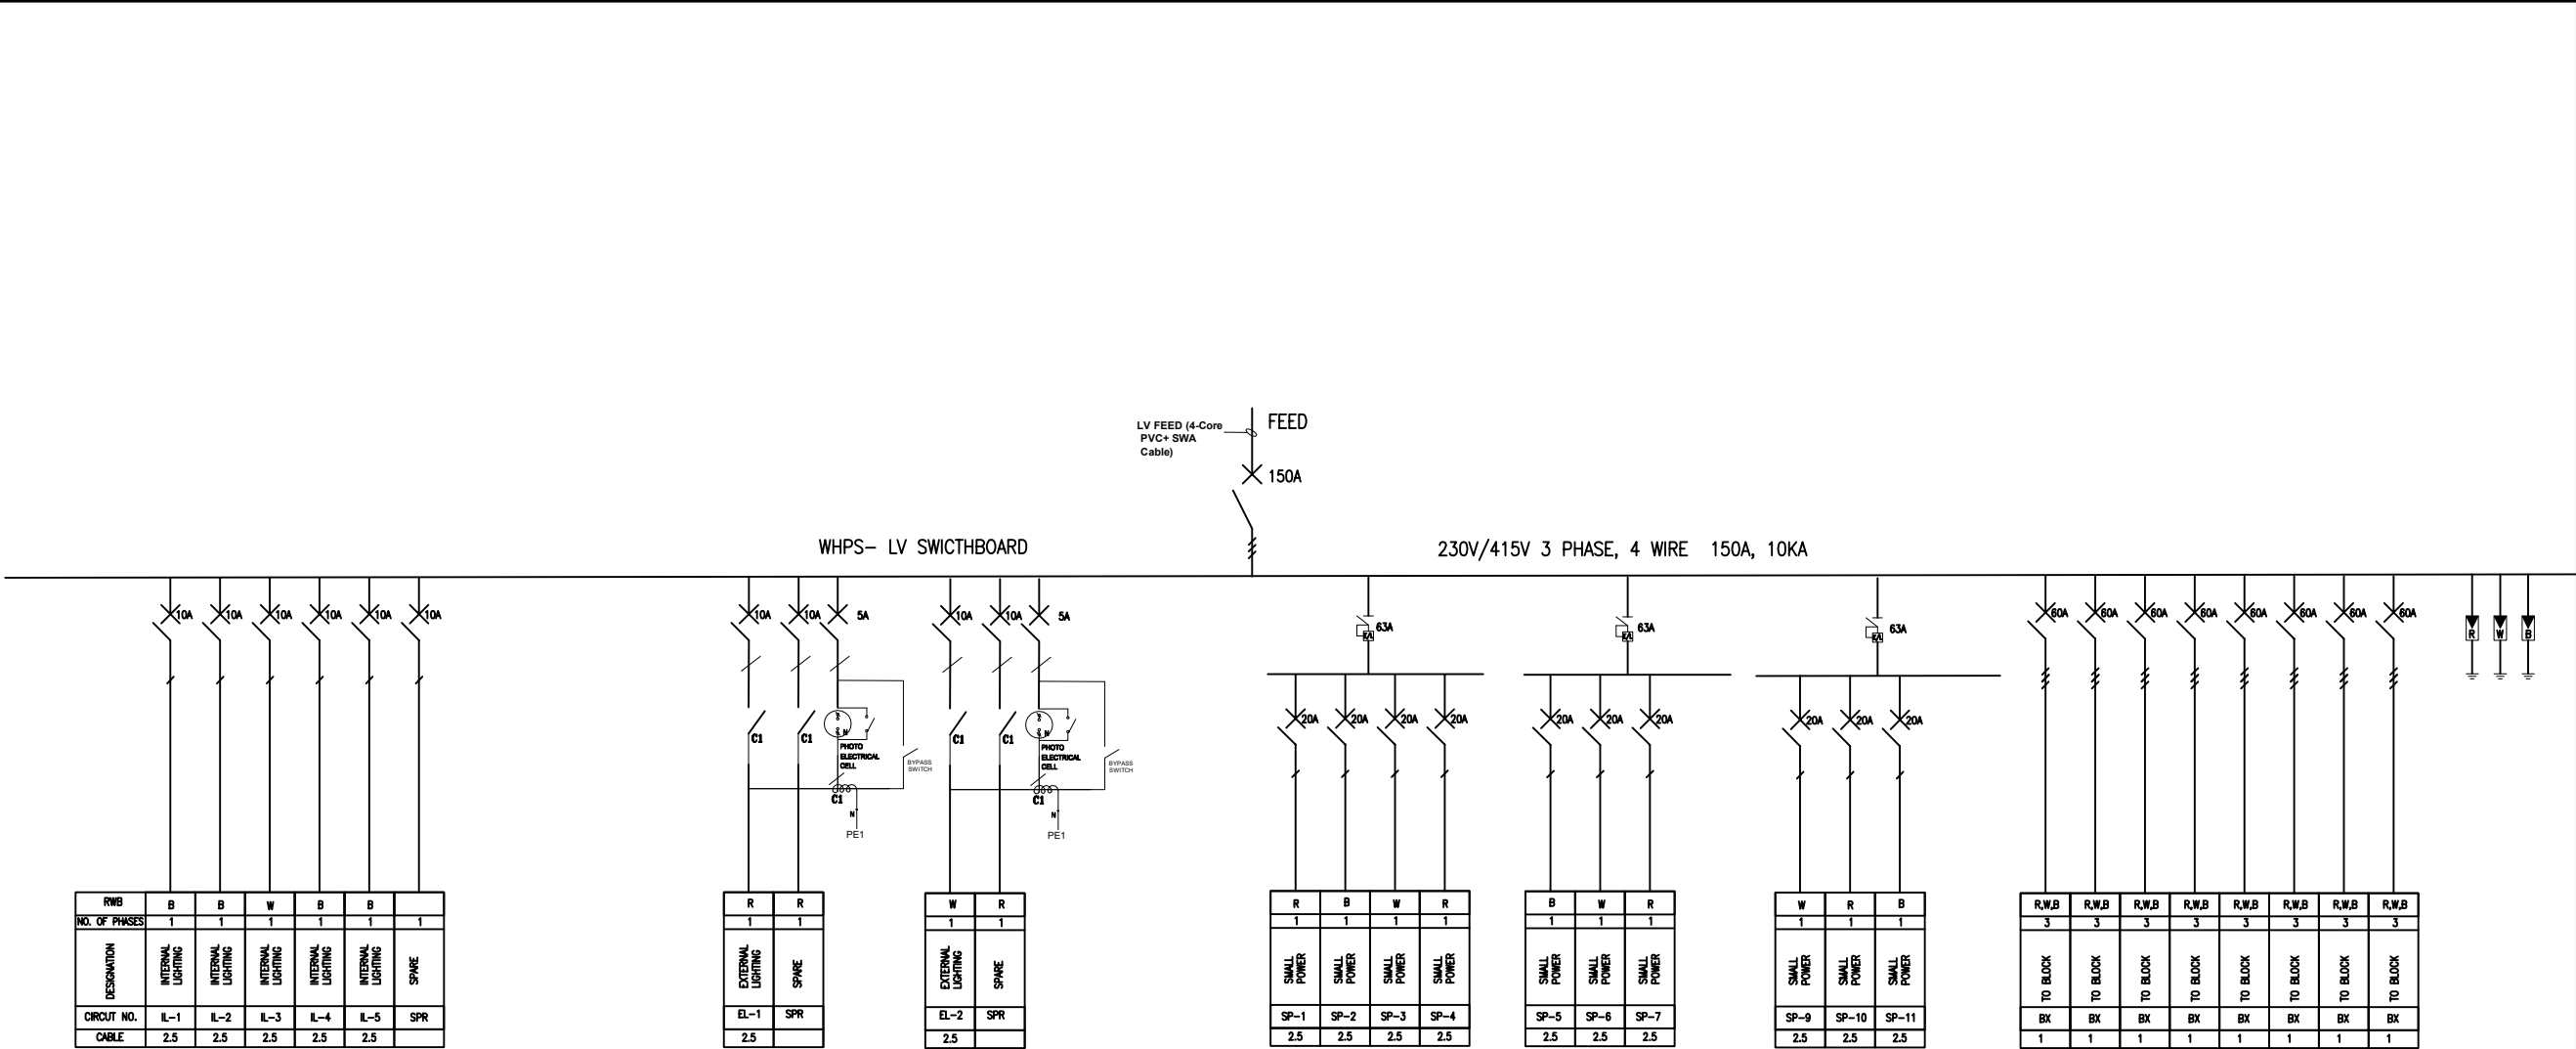 LV FEED (4-Core
PVC+ SWA
Cable)
FEED
150A
WHPS- LV SWICTHBOARD
230V/415V 3 PHASE, 4 WIRE 150A, 10KA
10A 10A 10A 10A 10A 10A
10A 10A 5A
10A 10A 5A
63A
63A
63A
60A 60A 60A 60A 60A 60A 60A 60A
R W B
20A 20A 20A 20A
20A 20A 20A
20A 20A 20A
C1 C1
N
PHOTO
ELECTRICAL
CELL
BYPASS
SWITCH
C1
N
PE1
C1 C1
N
PHOTO
ELECTRICAL
CELL
BYPASS
SWITCH
C1
N
PE1
RWB B B W B B
NO. OF PHASES 1 1 1 1 1 1
DESIGNATION
INTERNAL
LIGHTING
INTERNAL
LIGHTING
INTERNAL
LIGHTING
INTERNAL
LIGHTING
INTERNAL
LIGHTING
SPARE
CIRCUT NO. IL-1 IL-2 IL-3 IL-4 IL-5 SPR
CABLE 2.5 2.5 2.5 2.5 2.5
R R
1 1
EXTERNAL
LIGHTING
SPARE
EL-1 SPR
2.5
W R
1 1
EXTERNAL
LIGHTING
SPARE
EL-2 SPR
2.5
R B W R
1 1 1 1
SMALL
POWER
SMALL
POWER
SMALL
POWER
SMALL
POWER
SP-1 SP-2 SP-3 SP-4
2.5 2.5 2.5 2.5
B W R
1 1 1
SMALL
POWER
SMALL
POWER
SMALL
POWER
SP-5 SP-6 SP-7
2.5 2.5 2.5
W R B
1 1 1
SMALL
POWER
SMALL
POWER
SMALL
POWER
SP-9 SP-10 SP-11
2.5 2.5 2.5
R,W,B R,W,B R,W,B R,W,B R,W,B R,W,B R,W,B R,W,B
3 3 3 3 3 3 3 3
TO BLOCK
TO BLOCK
TO BLOCK
TO BLOCK
TO BLOCK
TO BLOCK
TO BLOCK
TO BLOCK
BX BX BX BX BX BX BX BX
1 1 1 1 1 1 1 1